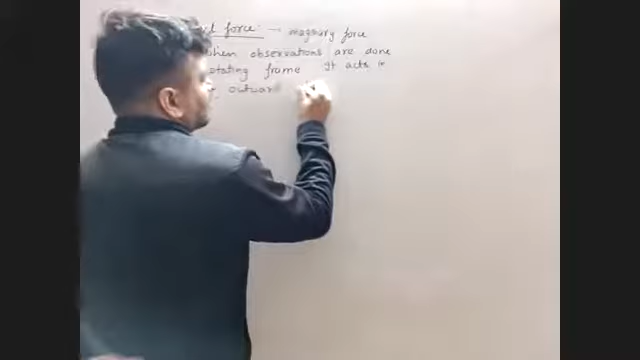 force :- imaginary force
when observations are done
rotating frame It acts in
outward